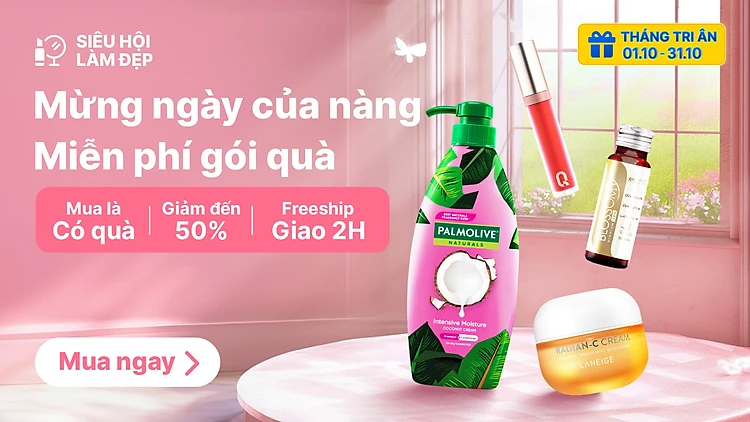 SIÊU HỘI
LÀM ĐẸP
THÁNG TRI ÂN
01.10 - 31.10
Mừng ngày của nàng
Miễn phí gói quà
Mua là
Có quà
Giảm đến
50%
Freeship
Giao 2H
Mua ngay
PALMOLIVE
NATURALS
Intensive Moisture
COCONUT CREAM
RADIAN-C CREAM
LANEIGE